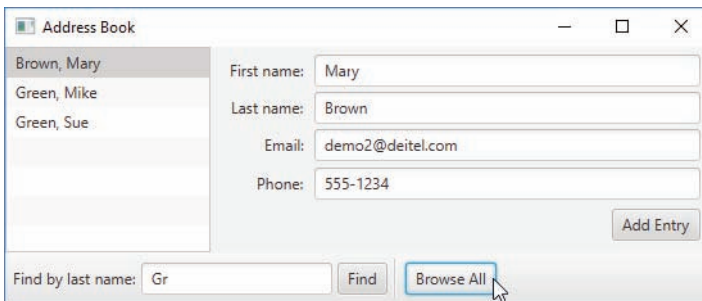 Address Book
Brown, Mary
Green, Mike
Green, Sue
First name: Mary
Last name: Brown
Email: demo2@deitel.com
Phone: 555-1234
Add Entry
Find by last name: Gr Find Browse All